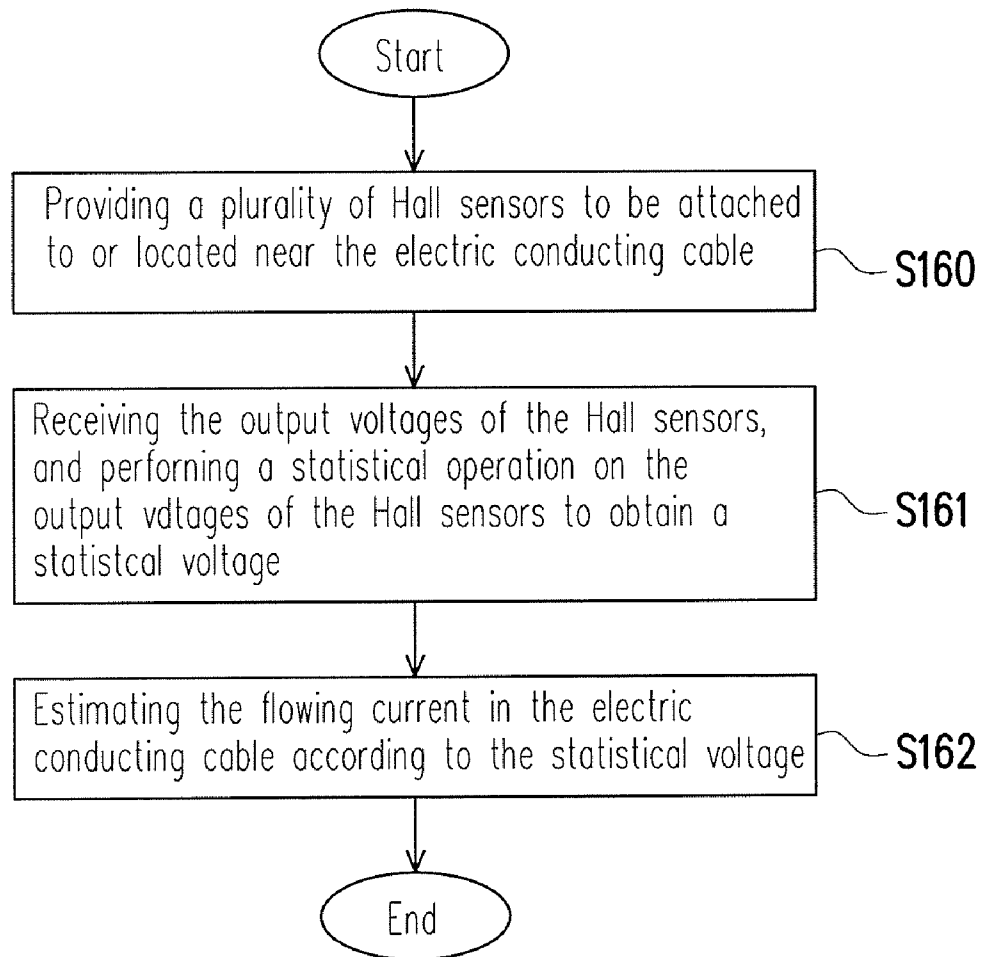 Start
Providing a plurality of Hall sensors to be attached
to or located near the electric conducting cable
S160
Receiving the output voltages of the Hall sensors,
and perforning a statistical operation on the
output vdtages of the Hall sensors to obtain a
statistcal voltage
S161
Estimating the flowing current in the electric
conducting cable according to the statistical voltage
S162
End